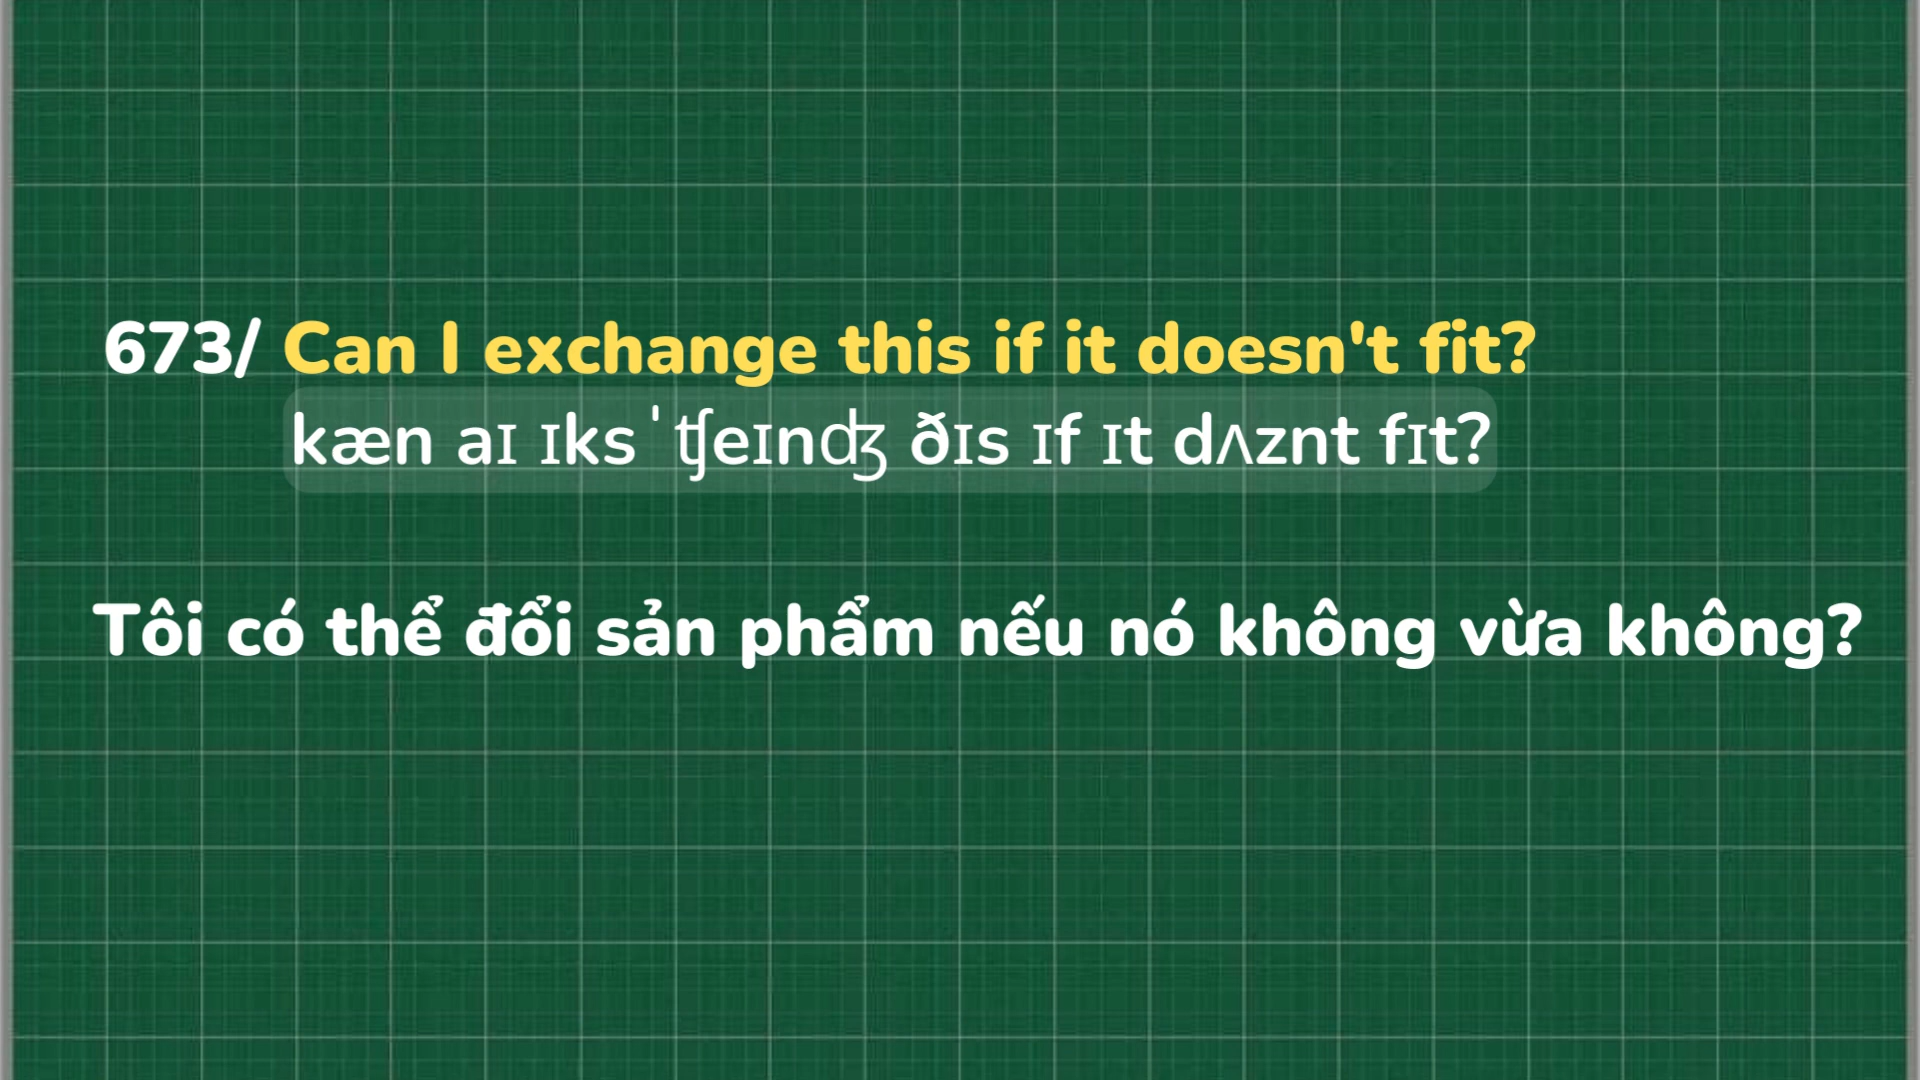 673/ Can I exchange this if it doesn't fit?
kæn aɪ ɪksˈʧeɪnʤ ðɪs ɪf ɪt dʌznt fɪt?
Tôi có thể đổi sản phẩm nếu nó không vừa không?